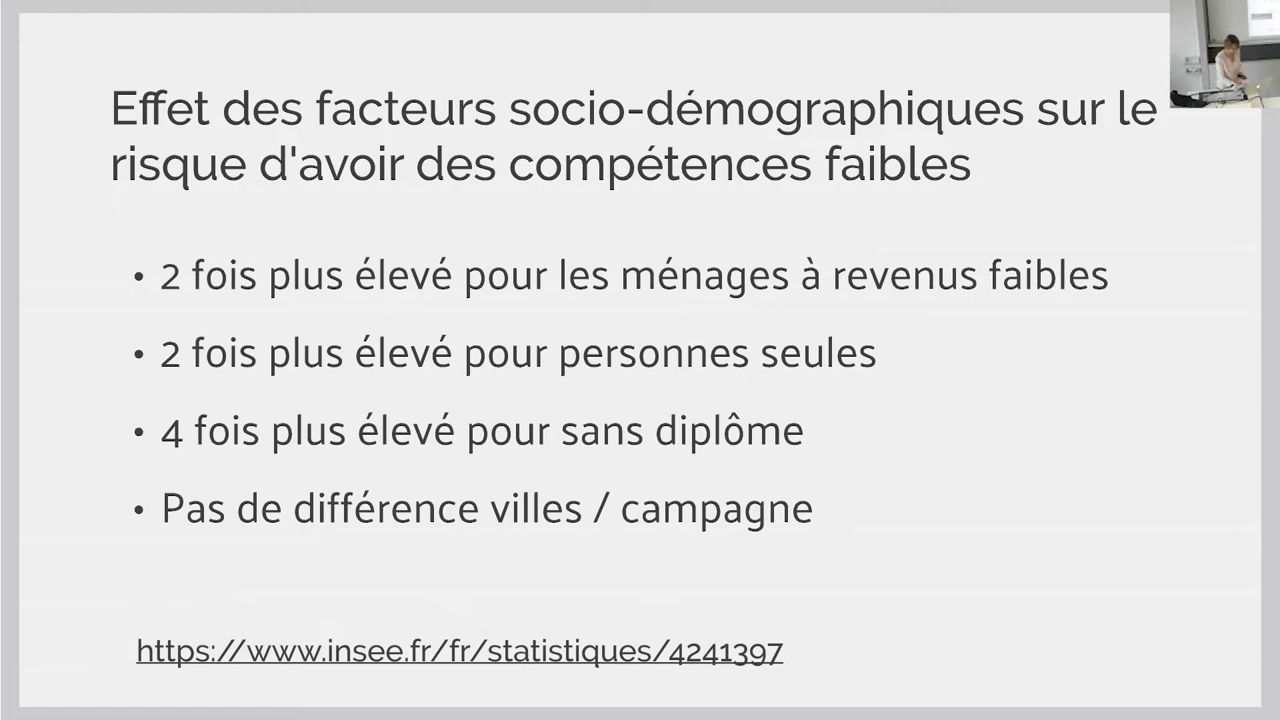 Effet des facteurs socio-démographiques sur le
risque d'avoir des compétences faibles
• 2 fois plus élevé pour les ménages à revenus faibles
• 2 fois plus élevé pour personnes seules
• 4 fois plus élevé pour sans diplôme
• Pas de différence villes / campagne
https://www.insee.fr/fr/statistiques/4241397